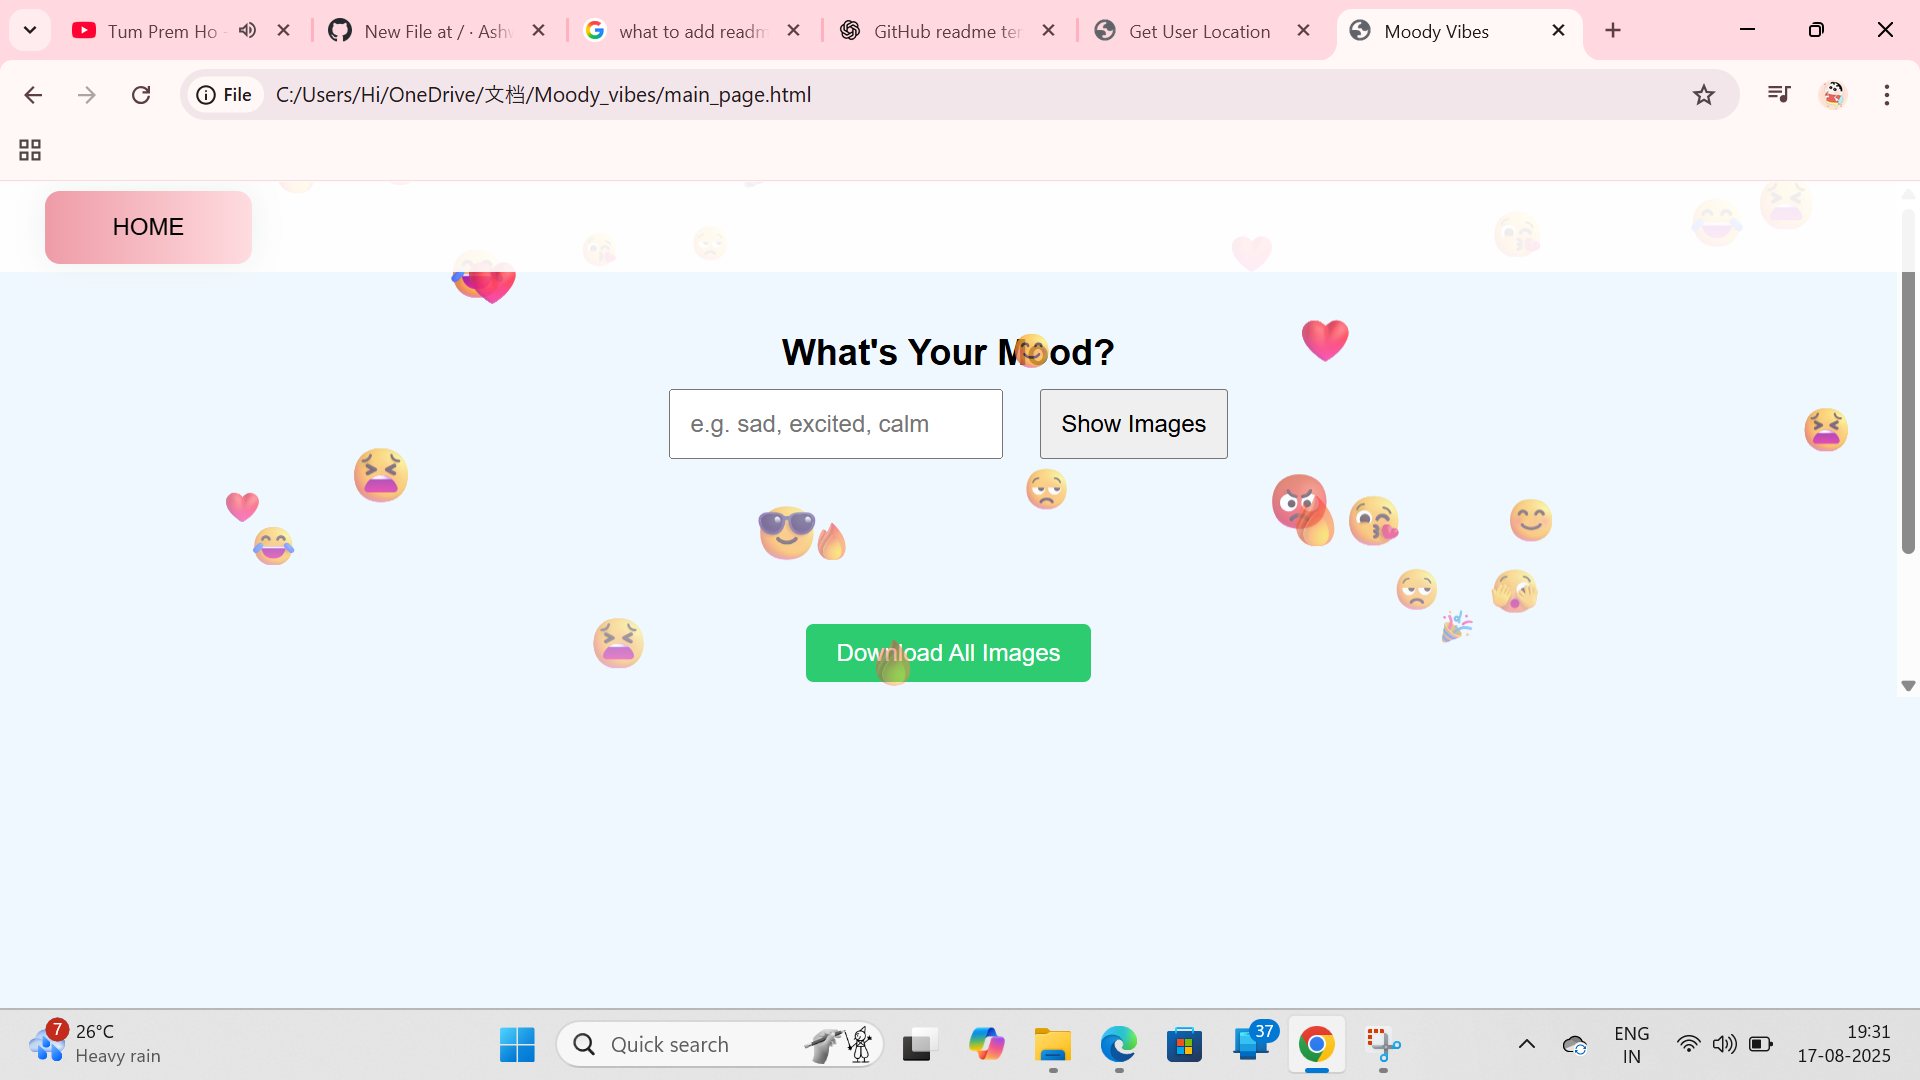 Tum Prem Ho -
New File at / · Ashw
what to add readm
GitHub readme ter
Get User Location
Moody Vibes
File
C:/Users/Hi/OneDrive/文档/Moody_vibes/main_page.html
HOME
What's Your Mood?
e.g. sad, excited, calm
Show Images
Download All Images
7
26°C
Heavy rain
Quick search
37
ENG
IN
19:31
17-08-2025